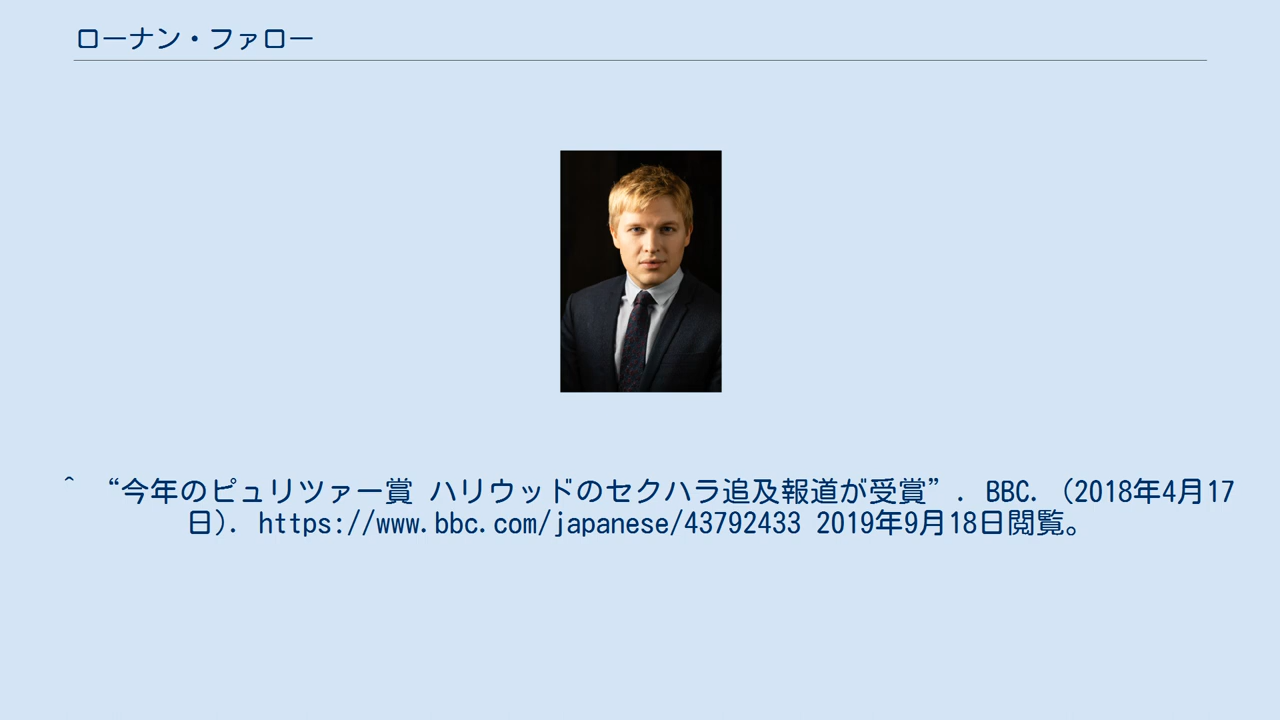 ローナン・ファロー
^ “今年のピュリツァー賞 ハリウッドのセクハラ追及報道が受賞”. BBC. (2018年4月17
日). https://www.bbc.com/japanese/43792433 2019年9月18日閲覧。